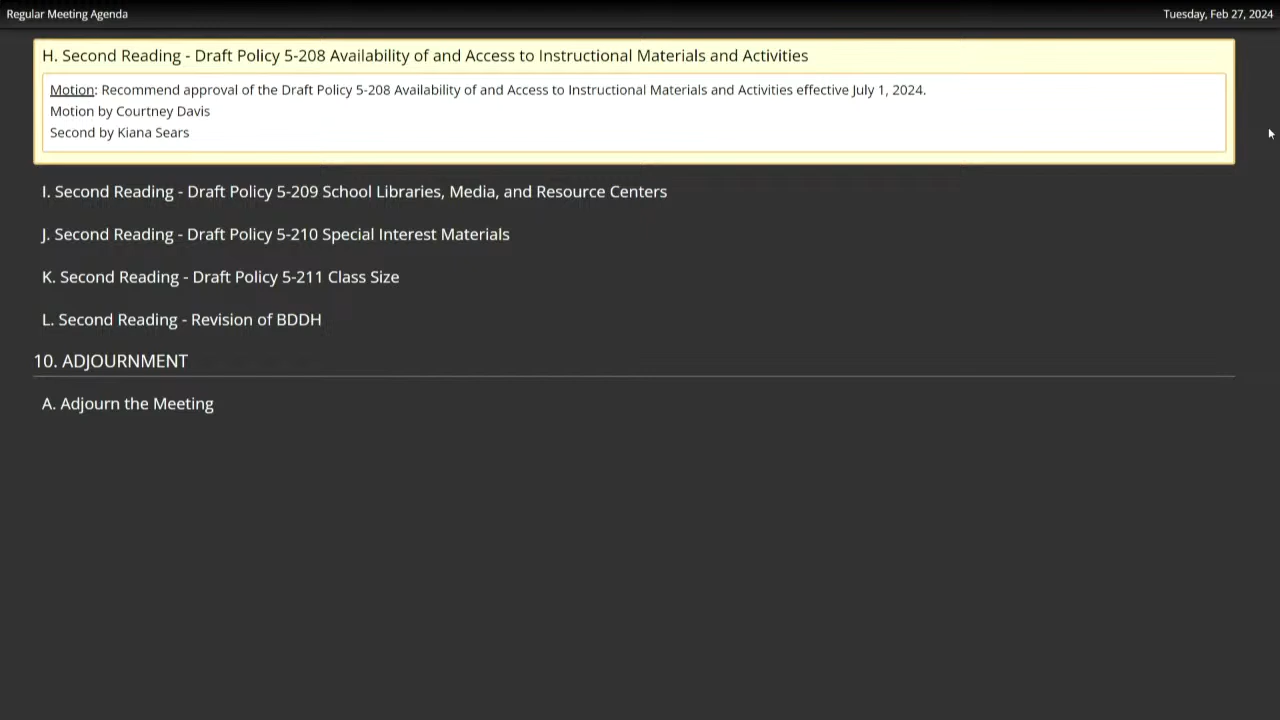 Regular Meeting Agenda
Tuesday, Feb 27, 2024
H. Second Reading - Draft Policy 5-208 Availability of and Access to Instructional Materials and Activities
Motion: Recommend approval of the Draft Policy 5-208 Availability of and Access to Instructional Materials and Activities effective July 1, 2024.
Motion by Courtney Davis
Second by Kiana Sears
I. Second Reading - Draft Policy 5-209 School Libraries, Media, and Resource Centers
J. Second Reading - Draft Policy 5-210 Special Interest Materials
K. Second Reading - Draft Policy 5-211 Class Size
L. Second Reading - Revision of BDDH
10. ADJOURNMENT
A. Adjourn the Meeting